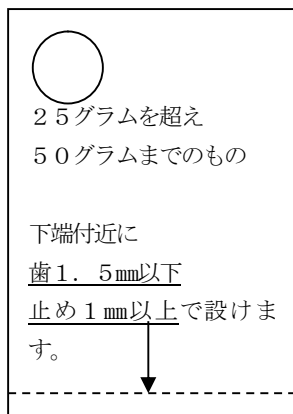 ２５グラムを超え
５０グラムまでのもの
下端付近に
歯１．５㎜以下
止め１㎜以上で設けま
す。